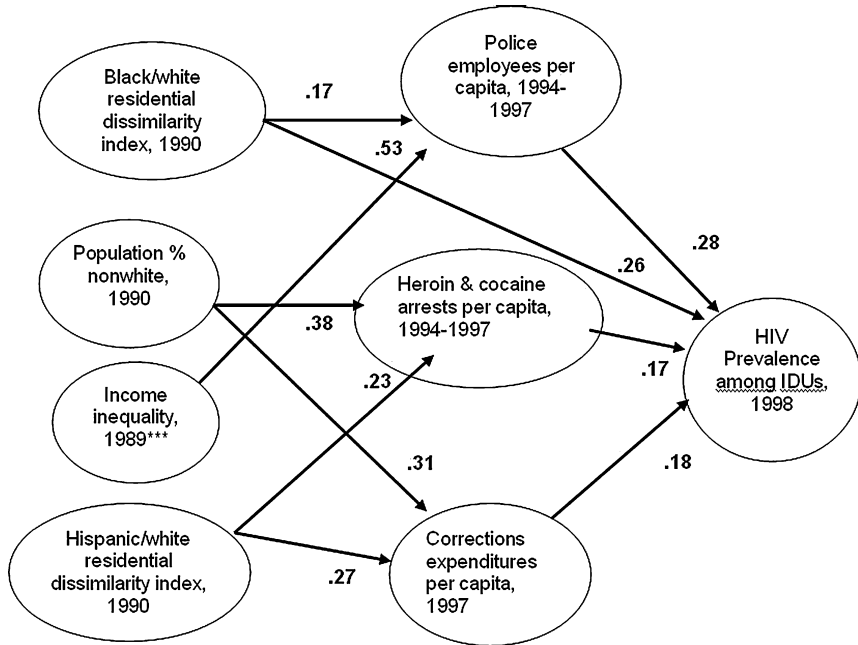 Black/white
residential
dissimilarity
index, 1990
.17
Police
employees per
capita, 1994-
1997
.53
.28
.26
Population %
nonwhite,
1990
.38
Heroin & cocaine
arrests per capita,
1994-1997
.17
HIV
Prevalence
among IDUs,
1998
Income
inequality,
1989***
.23
.31
.18
Hispanic/white
residential
dissimilarity index,
1990
.27
Corrections
expenditures
per capita,
1997